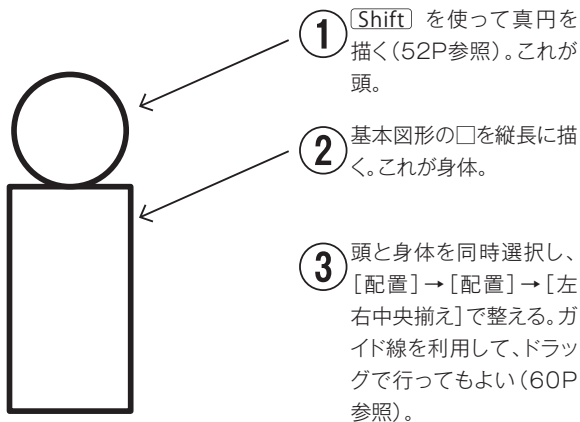 ① Shift を使って真円を
描く(52P参照)。これが
頭。
② 基本図形の□を縦長に描
く。これが身体。
③ 頭と身体を同時選択し、
[配置]→[配置]→[左
右中央揃え]で整える。ガ
イド線を利用して、ドラッ
グで行ってもよい(60P
参照)。